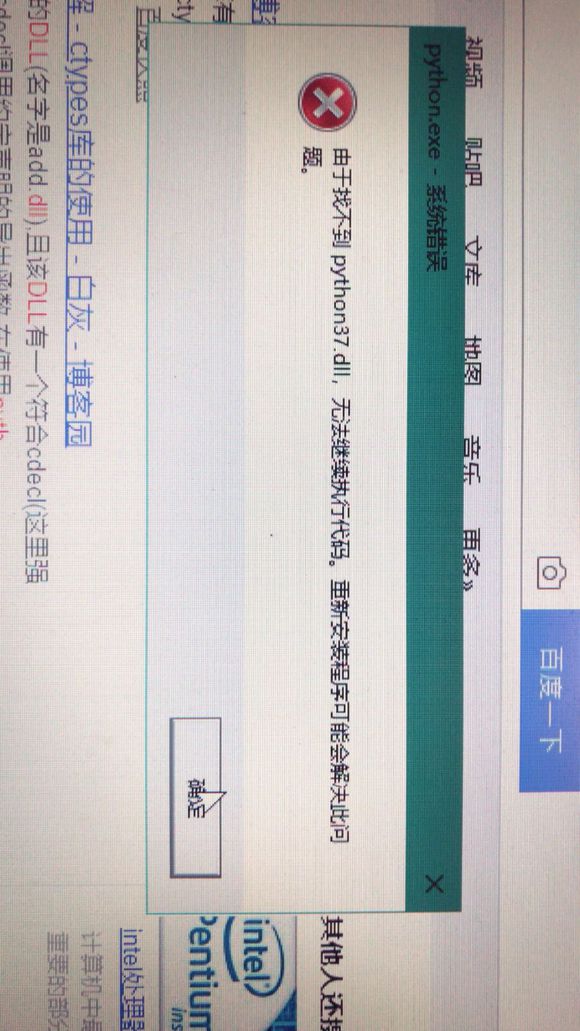 百度一下
视频 贴吧 文库 地图 音乐 更多»
python.exe - 系统错误
由于找不到 python37.dll，无法继续执行代码。重新安装程序可能会解决此问
题。
确定
其他人还搜
intel
pentium
intel处理器
计算机中最
重要的部分
解 - ctypes库的使用 - 白灰 - 博客园
的DLL(名字是add.dll),且该DLL有一个符合cdecl(这里强